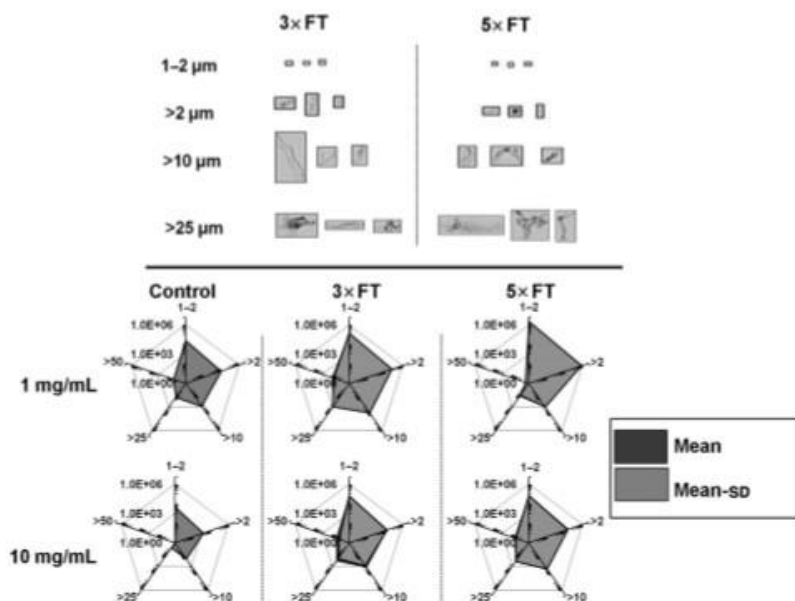 3× FT 5× FT
1–2 µm
>2 µm
>10 µm
>25 µm
Control 3× FT 5× FT
1–2 1–2 1–2
1.0E+06 1.0E+06 1.0E+06
>50 1.0E+03 >2 >50 1.0E+03 >2 >50 1.0E+03 >2
1 mg/mL 1.0E+00 1.0E+00 1.0E+00
>25 >10 >25 >10 >25 >10
Mean
Mean-SD
1–2 1–2 1–2
1.0E+06 1.0E+06 1.0E+06
>50 1.0E+03 >2 >50 1.0E+03 >2 >50 1.0E+03 >2
10 mg/mL 1.0E+00 1.0E+00 1.0E+00
>25 >10 >25 >10 >25 >10